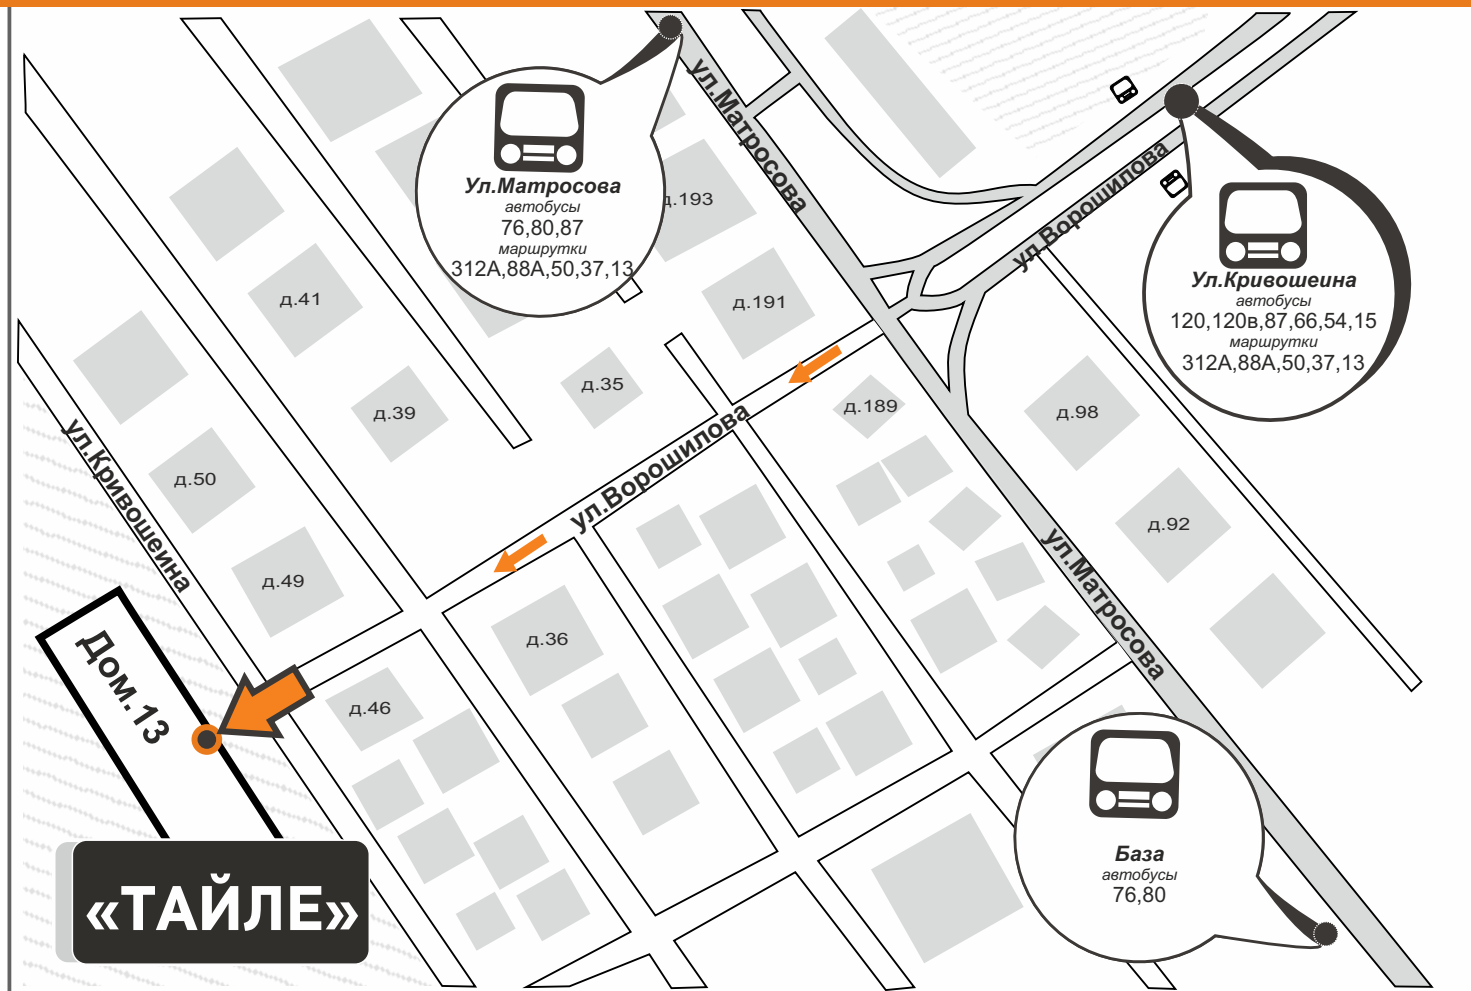 ул.Матросова
Ул.Матросова
автобусы
76,80,87
маршрутки
312А,88А,50,37,13
д.193
ул.Ворошилова
Ул.Кривошеина
автобусы
120,120в,87,66,54,15
маршрутки
312А,88А,50,37,13
д.41
д.191
д.35
д.39
д.189
д.98
ул.Ворошилова
ул.Кривошеина
д.50
д.92
д.49
ул.Матросова
д.36
Дом.13
д.46
База
автобусы
76,80
«ТАЙЛЕ»